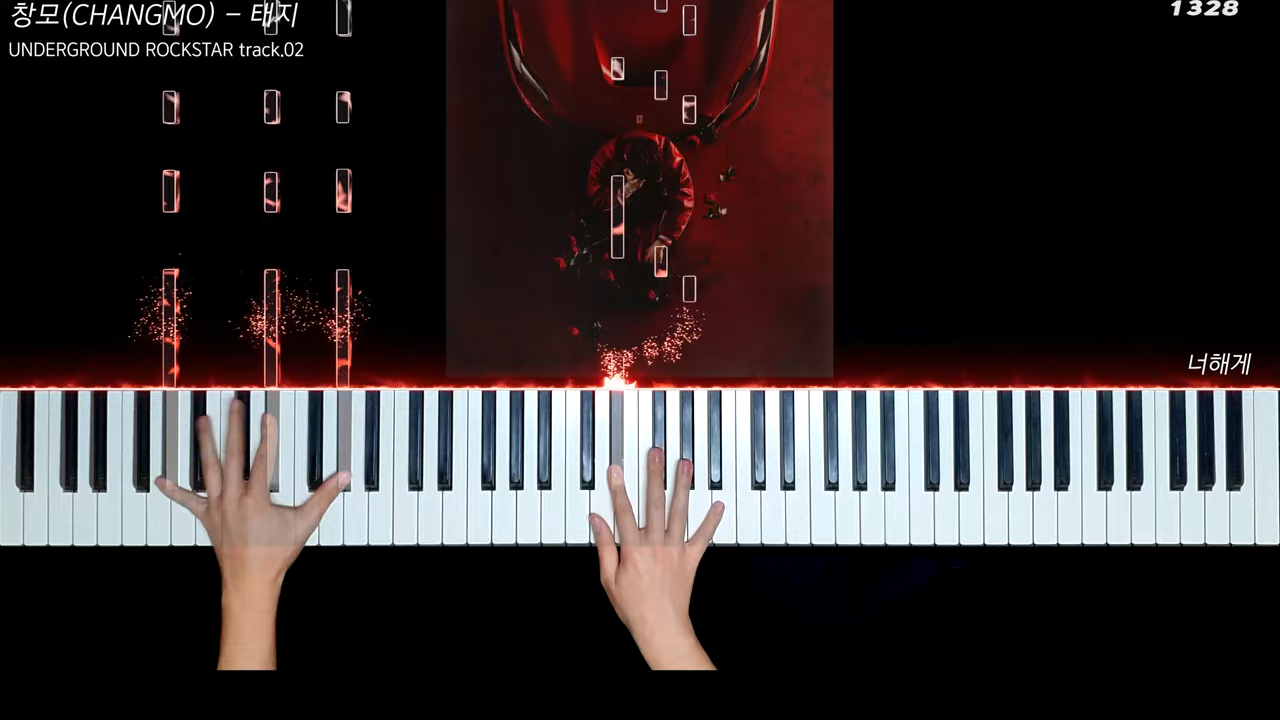 창모(CHANGMO) - 태지
UNDERGROUND ROCKSTAR track.02
1328
너해게